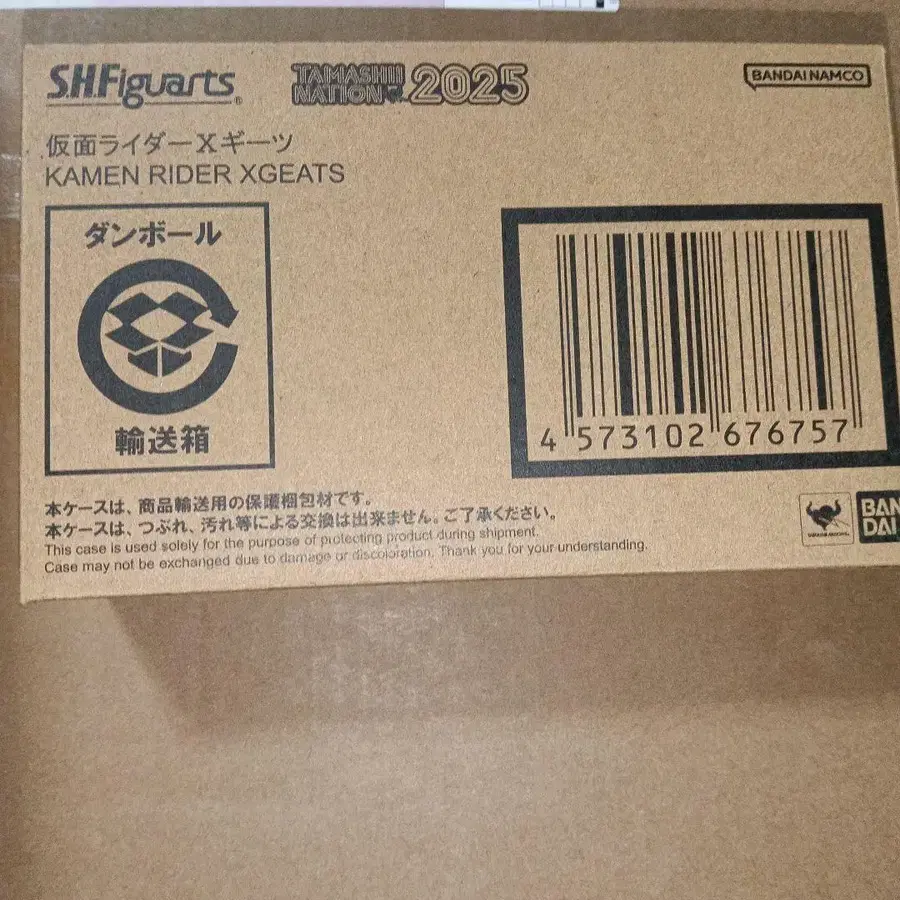 S.H.Figuarts®
TAMASHII NATION 2025
BANDAI NAMCO
仮面ライダーXギーツ
KAMEN RIDER XGEATS
ダンボール
輸送箱
4 573102 676757
本ケースは、商品輸送用の保護梱包材です。
本ケースは、つぶれ、汚れ等による交換は出来ません。ご了承ください。
This case is used solely for the purpose of protecting product during shipment.
Case may not be exchanged due to damage or discoloration. Thank you for your understanding.
BAN
DAI